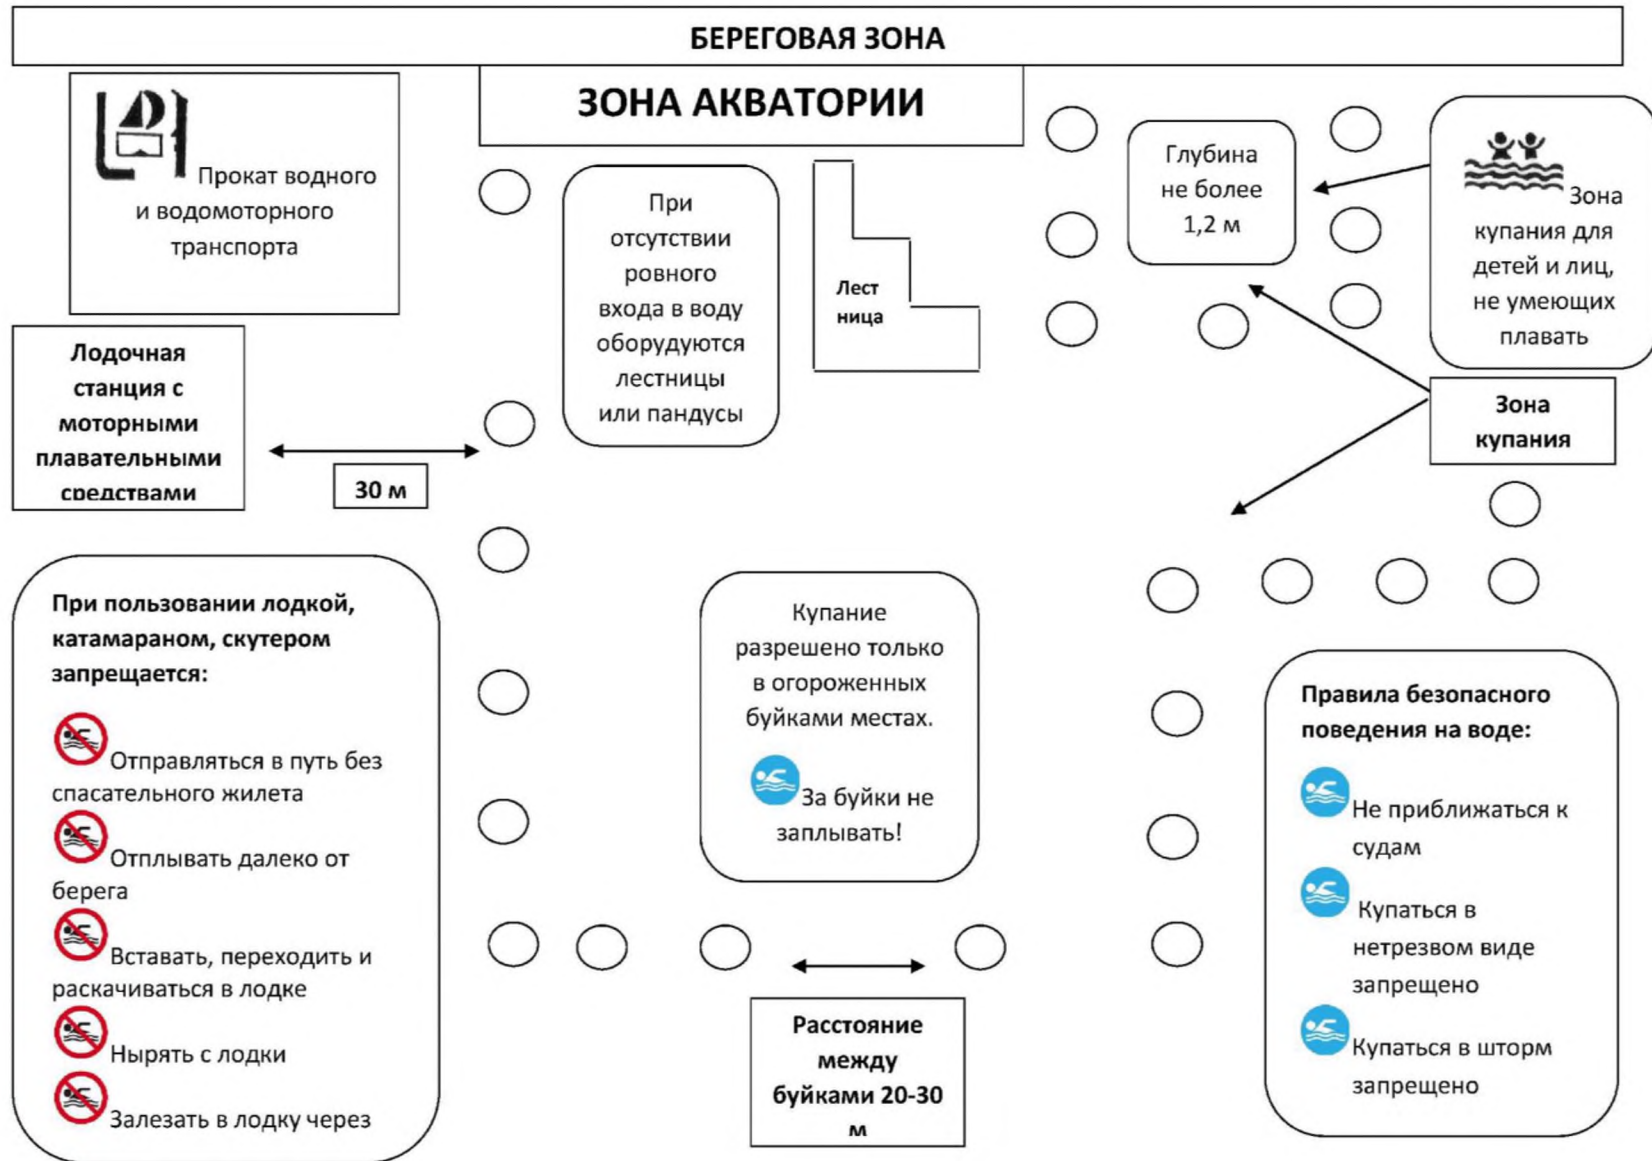 БЕРЕГОВАЯ ЗОНА
ЗОНА АКВАТОРИИ
Прокат водного
и водомоторного
транспорта
При
отсутствии
ровного
входа в воду
оборудуются
лестницы
или пандусы
Лест
ница
Глубина
не более
1,2 м
Зона
купания для
детей и лиц,
не умеющих
плавать
Лодочная
станция с
моторными
плавательными
средствами
30 м
Зона
купания
При пользовании лодкой,
катамараном, скутером
запрещается:
Отправляться в путь без
спасательного жилета
Отплывать далеко от
берега
Вставать, переходить и
раскачиваться в лодке
Нырять с лодки
Залезать в лодку через
Купание
разрешено только
в огороженных
буйками местах.
За буйки не
заплывать!
Расстояние
между
буйками 20-30
м
Правила безопасного
поведения на воде:
Не приближаться к
судам
Купаться в
нетрезвом виде
запрещено
Купаться в шторм
запрещено